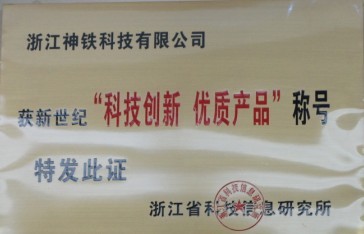 浙江神铁科技有限公司
获新世纪“科技创新 优质产品”称号
特发此证
浙江省科技信息研究所